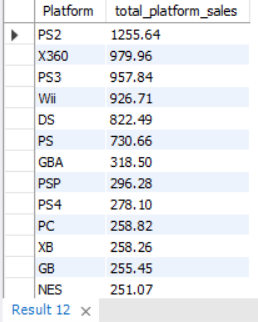 Platform total_platform_sales
PS2 1255.64
X360 979.96
PS3 957.84
Wii 926.71
DS 822.49
PS 730.66
GBA 318.50
PSP 296.28
PS4 278.10
PC 258.82
XB 258.26
GB 255.45
NES 251.07
Result 12 ×